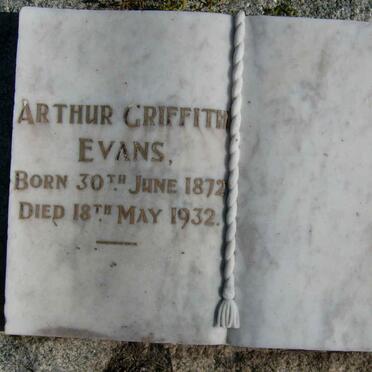 ARTHUR GRIFFITH
EVANS,
BORN 30TH JUNE 1872
DIED 18TH MAY 1932.